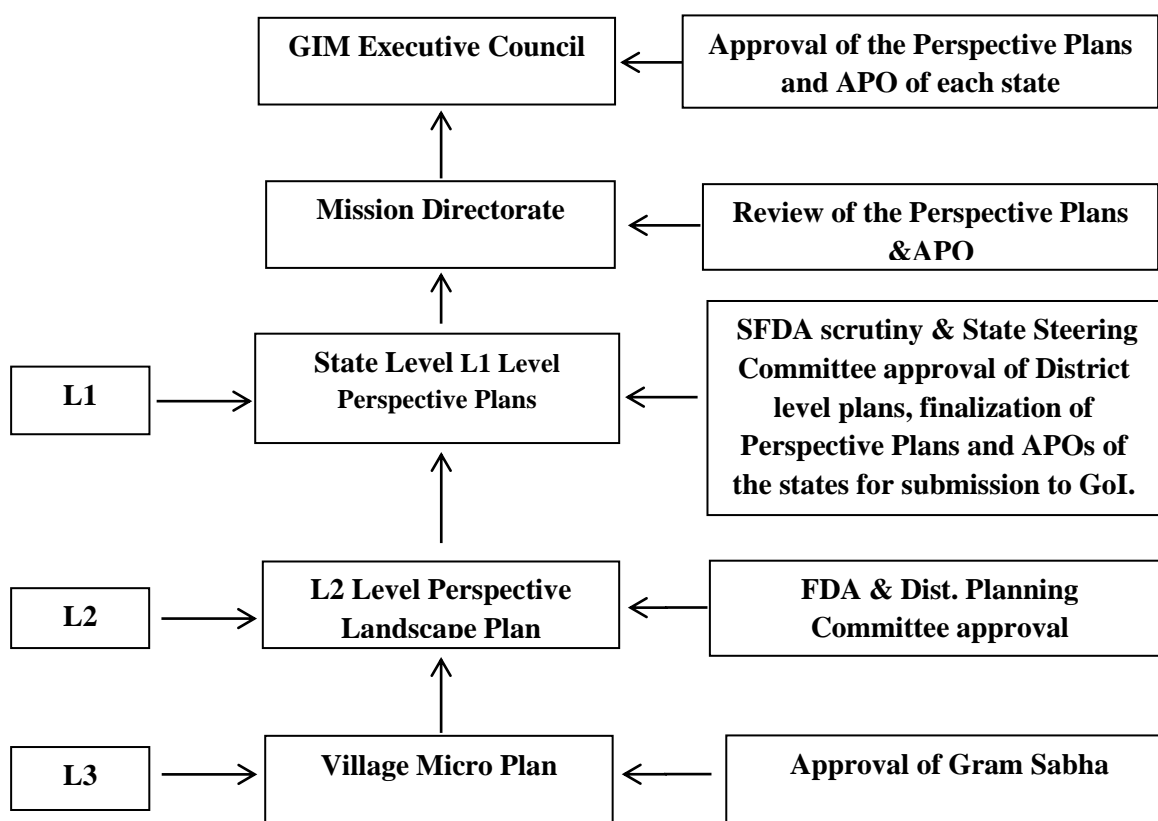 GIM Executive Council
Approval of the Perspective Plans
and APO of each state
Mission Directorate
Review of the Perspective Plans
&APO
L1
State Level L1 Level
Perspective Plans
SFDA scrutiny & State Steering
Committee approval of District
level plans, finalization of
Perspective Plans and APOs of
the states for submission to GoI.
L2
L2 Level Perspective
Landscape Plan
FDA & Dist. Planning
Committee approval
L3
Village Micro Plan
Approval of Gram Sabha